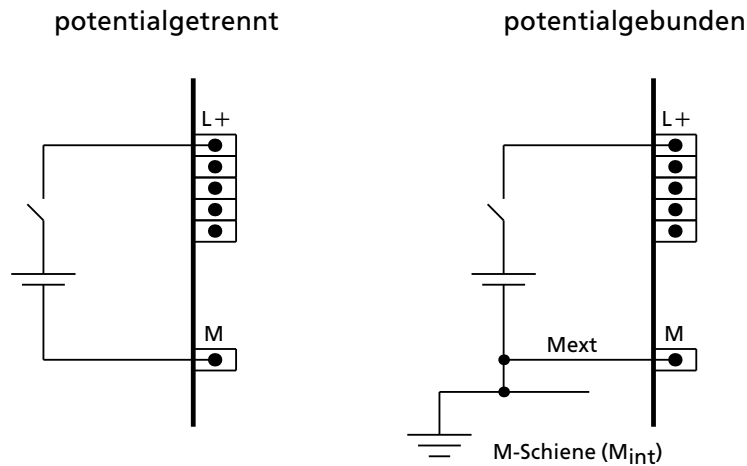 potentialgetrennt
potentialgebunden
L+
L+
M
M
Mext
M-Schiene (Mint)